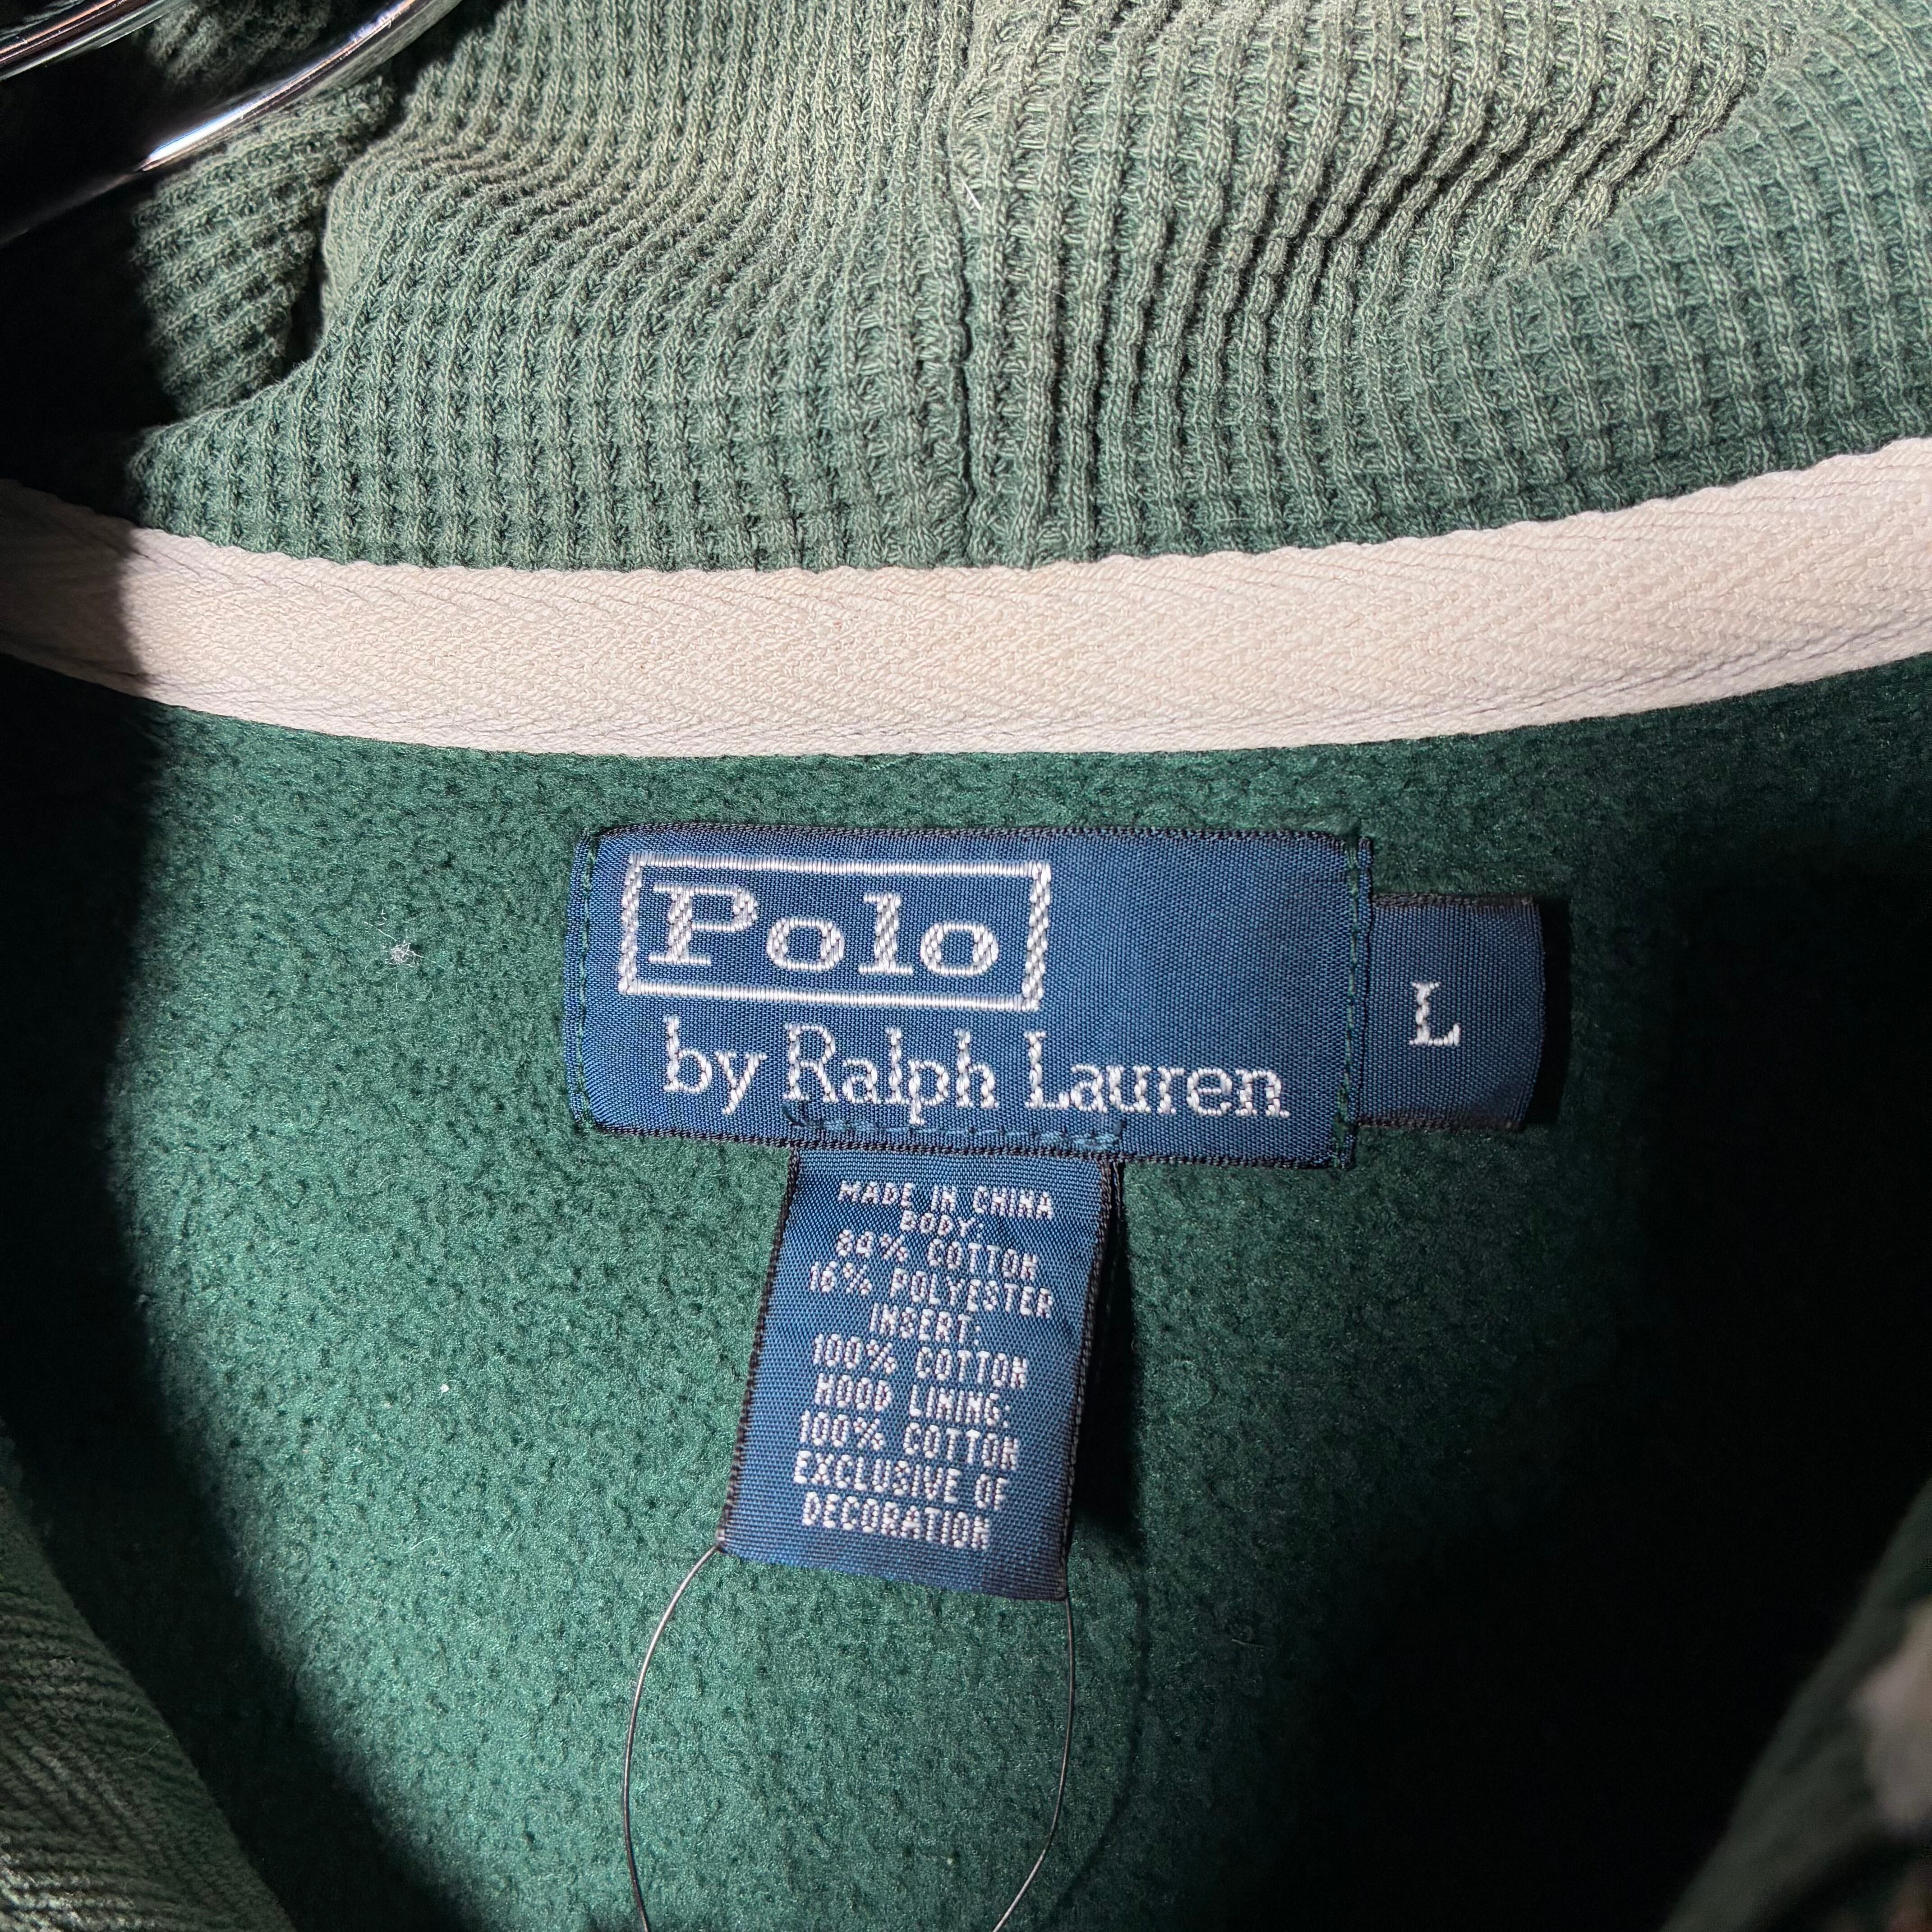 Polo
by Ralph Lauren
L
MADE IN CHINA
BODY:
84% COTTON
16% POLYESTER
INSERT:
100% COTTON
HOOD LINING:
100% COTTON
EXCLUSIVE OF
DECORATION